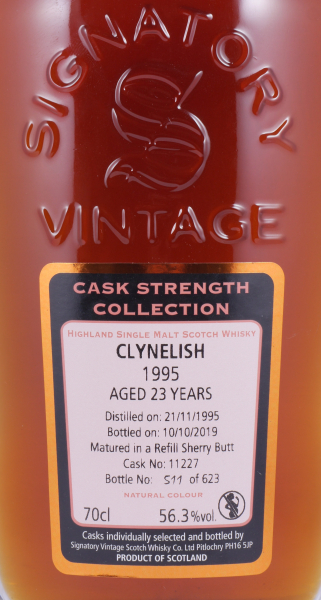 SIGNATORY
VINTAGE
CASK STRENGTH
COLLECTION
HIGHLAND SINGLE MALT SCOTCH WHISKY
CLYNELISH
1995
AGED 23 YEARS
Distilled on: 21/11/1995
Bottled on: 10/10/2019
Matured in a Refill Sherry Butt
Cask No: 11227
Bottle No: 511 of 623
NATURAL COLOUR
70cl 56.3%vol.
Casks individually selected and bottled by
Signatory Vintage Scotch Whisky Co. Ltd Pitlochry PH16 5JP
PRODUCT OF SCOTLAND